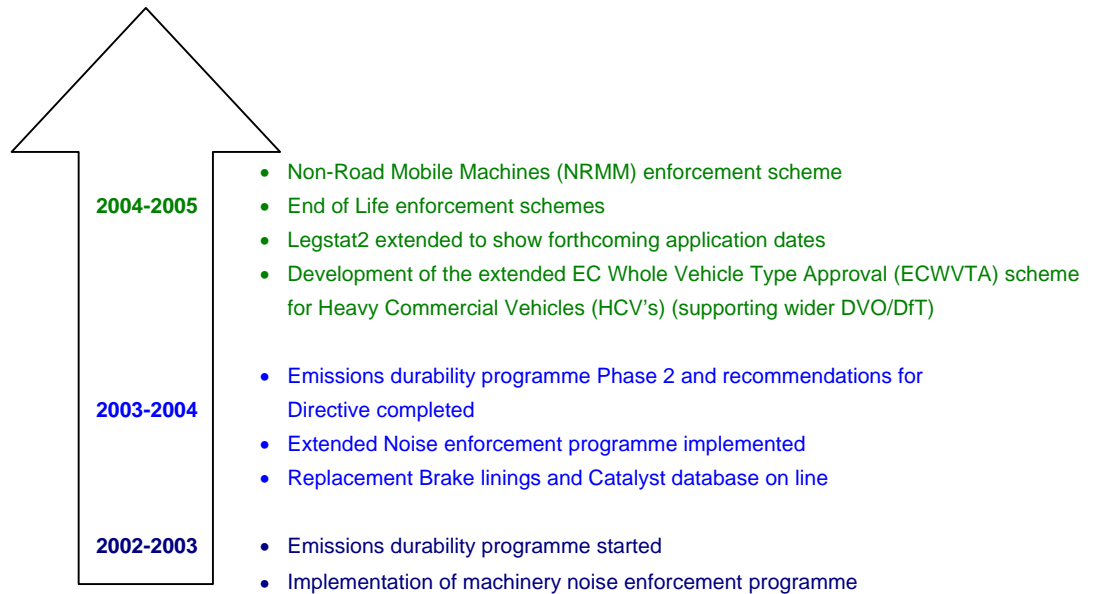 2004-2005
• Non-Road Mobile Machines (NRMM) enforcement scheme
• End of Life enforcement schemes
• Legstat2 extended to show forthcoming application dates
• Development of the extended EC Whole Vehicle Type Approval (ECWVTA) scheme
for Heavy Commercial Vehicles (HCV's) (supporting wider DVO/DfT)
2003-2004
• Emissions durability programme Phase 2 and recommendations for
Directive completed
• Extended Noise enforcement programme implemented
• Replacement Brake linings and Catalyst database on line
2002-2003
• Emissions durability programme started
• Implementation of machinery noise enforcement programme